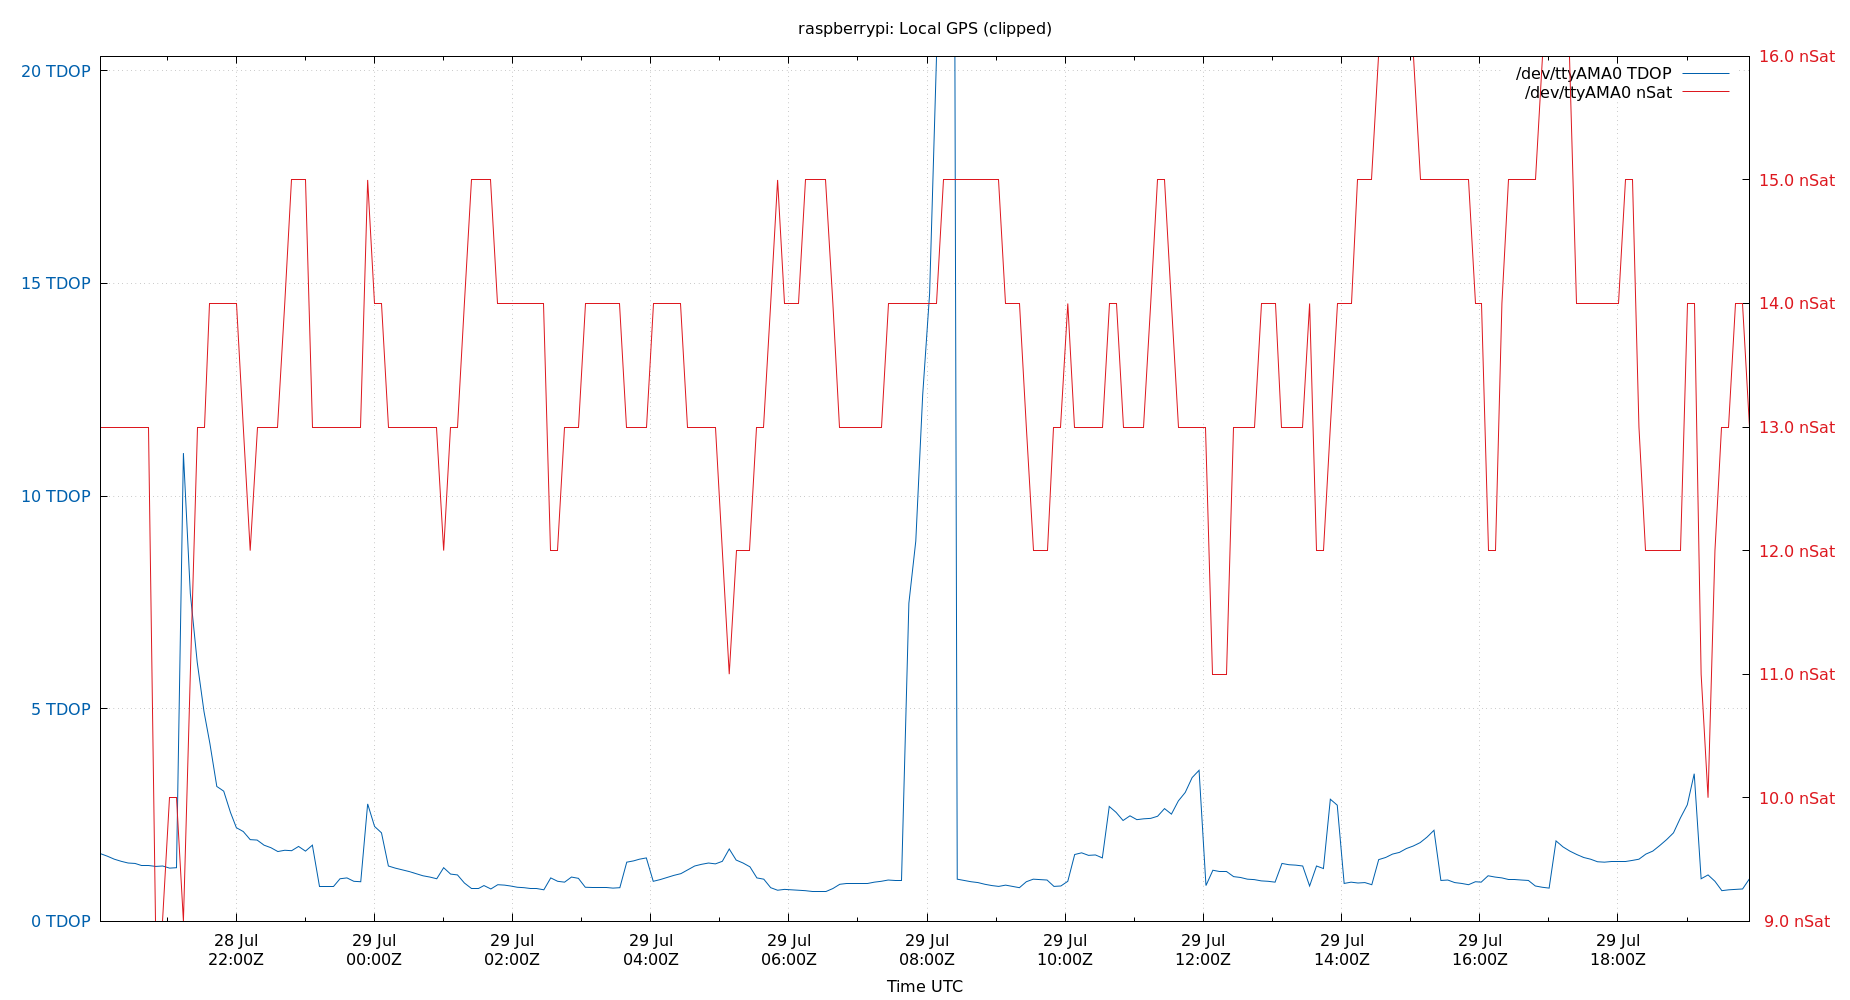 raspberrypi: Local GPS (clipped)
20 TDOP
15 TDOP
10 TDOP
5 TDOP
0 TDOP
16.0 nSat
15.0 nSat
14.0 nSat
13.0 nSat
12.0 nSat
11.0 nSat
10.0 nSat
9.0 nSat
/dev/ttyAMA0 TDOP
/dev/ttyAMA0 nSat
28 Jul 29 Jul 29 Jul 29 Jul 29 Jul 29 Jul 29 Jul 29 Jul 29 Jul 29 Jul 29 Jul
22:00Z 00:00Z 02:00Z 04:00Z 06:00Z 08:00Z 10:00Z 12:00Z 14:00Z 16:00Z 18:00Z
Time UTC